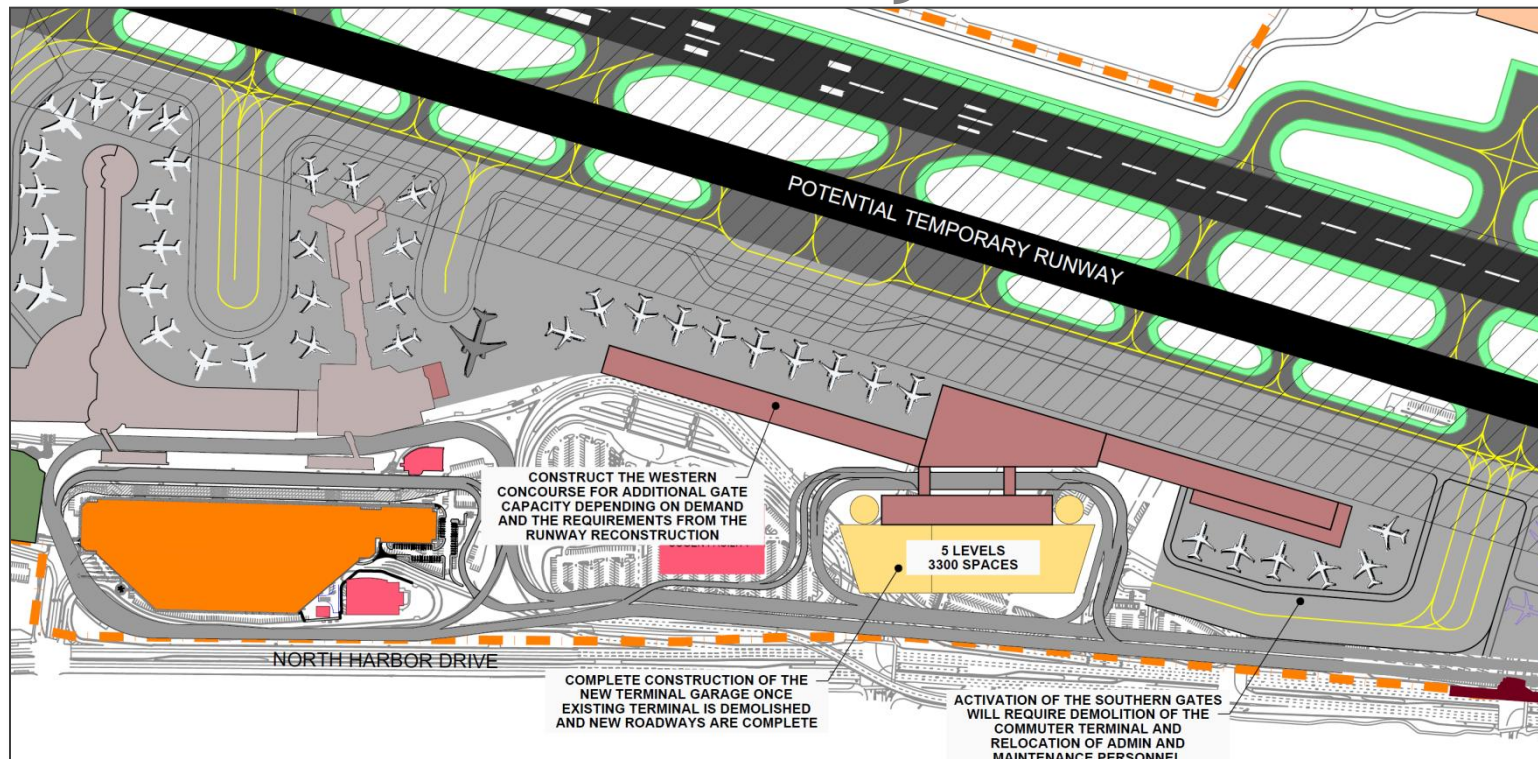 POTENTIAL TEMPORARY RUNWAY
CONSTRUCT THE WESTERN
CONCOURSE FOR ADDITIONAL GATE
CAPACITY DEPENDING ON DEMAND
AND THE REQUIREMENTS FROM THE
RUNWAY RECONSTRUCTION
5 LEVELS
3300 SPACES
NORTH HARBOR DRIVE
COMPLETE CONSTRUCTION OF THE
NEW TERMINAL GARAGE ONCE
EXISTING TERMINAL IS DEMOLISHED
AND NEW ROADWAYS ARE COMPLETE
ACTIVATION OF THE SOUTHERN GATES
WILL REQUIRE DEMOLITION OF THE
COMMUTER TERMINAL AND
RELOCATION OF ADMIN AND
MAINTENANCE PERSONNEL